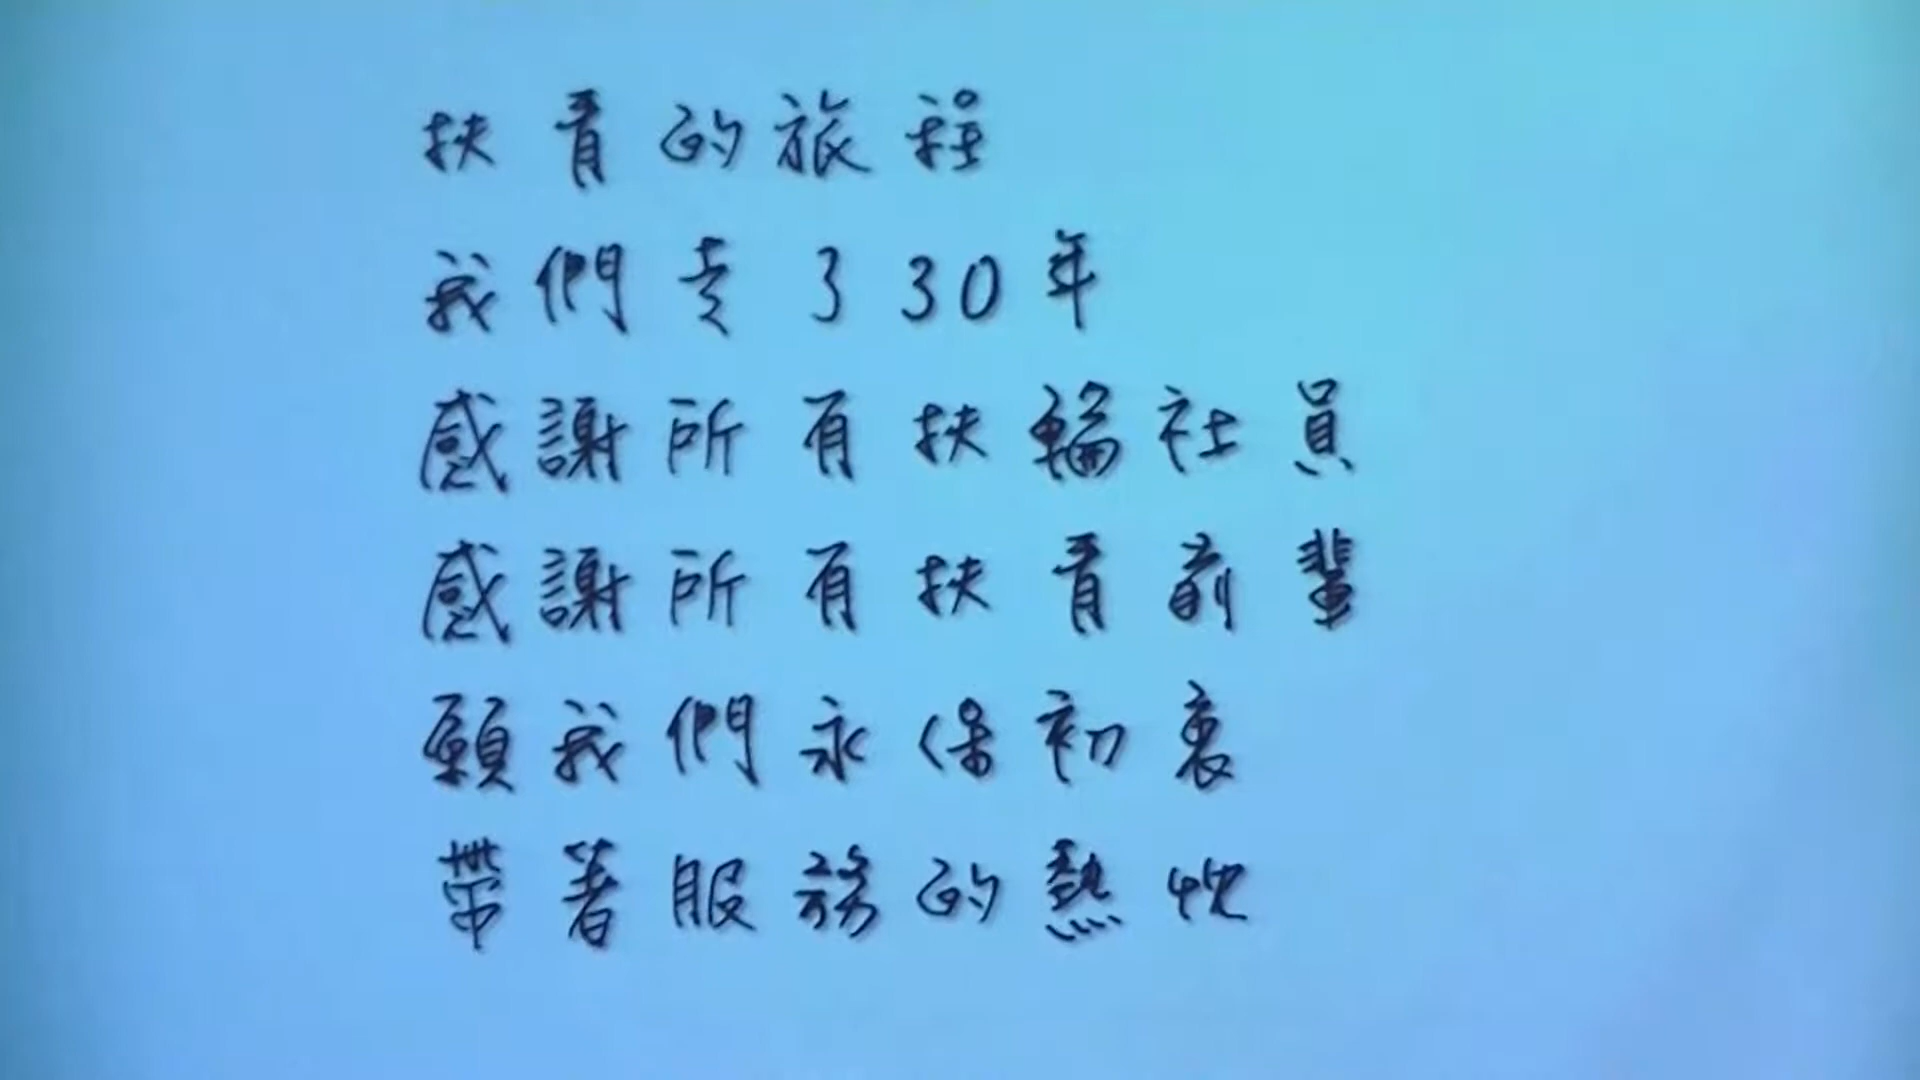 扶青的旅程
我們走了30年
感謝所有扶輪社員
感謝所有扶青前輩
願我們永保初衷
帶著服務的熱忱